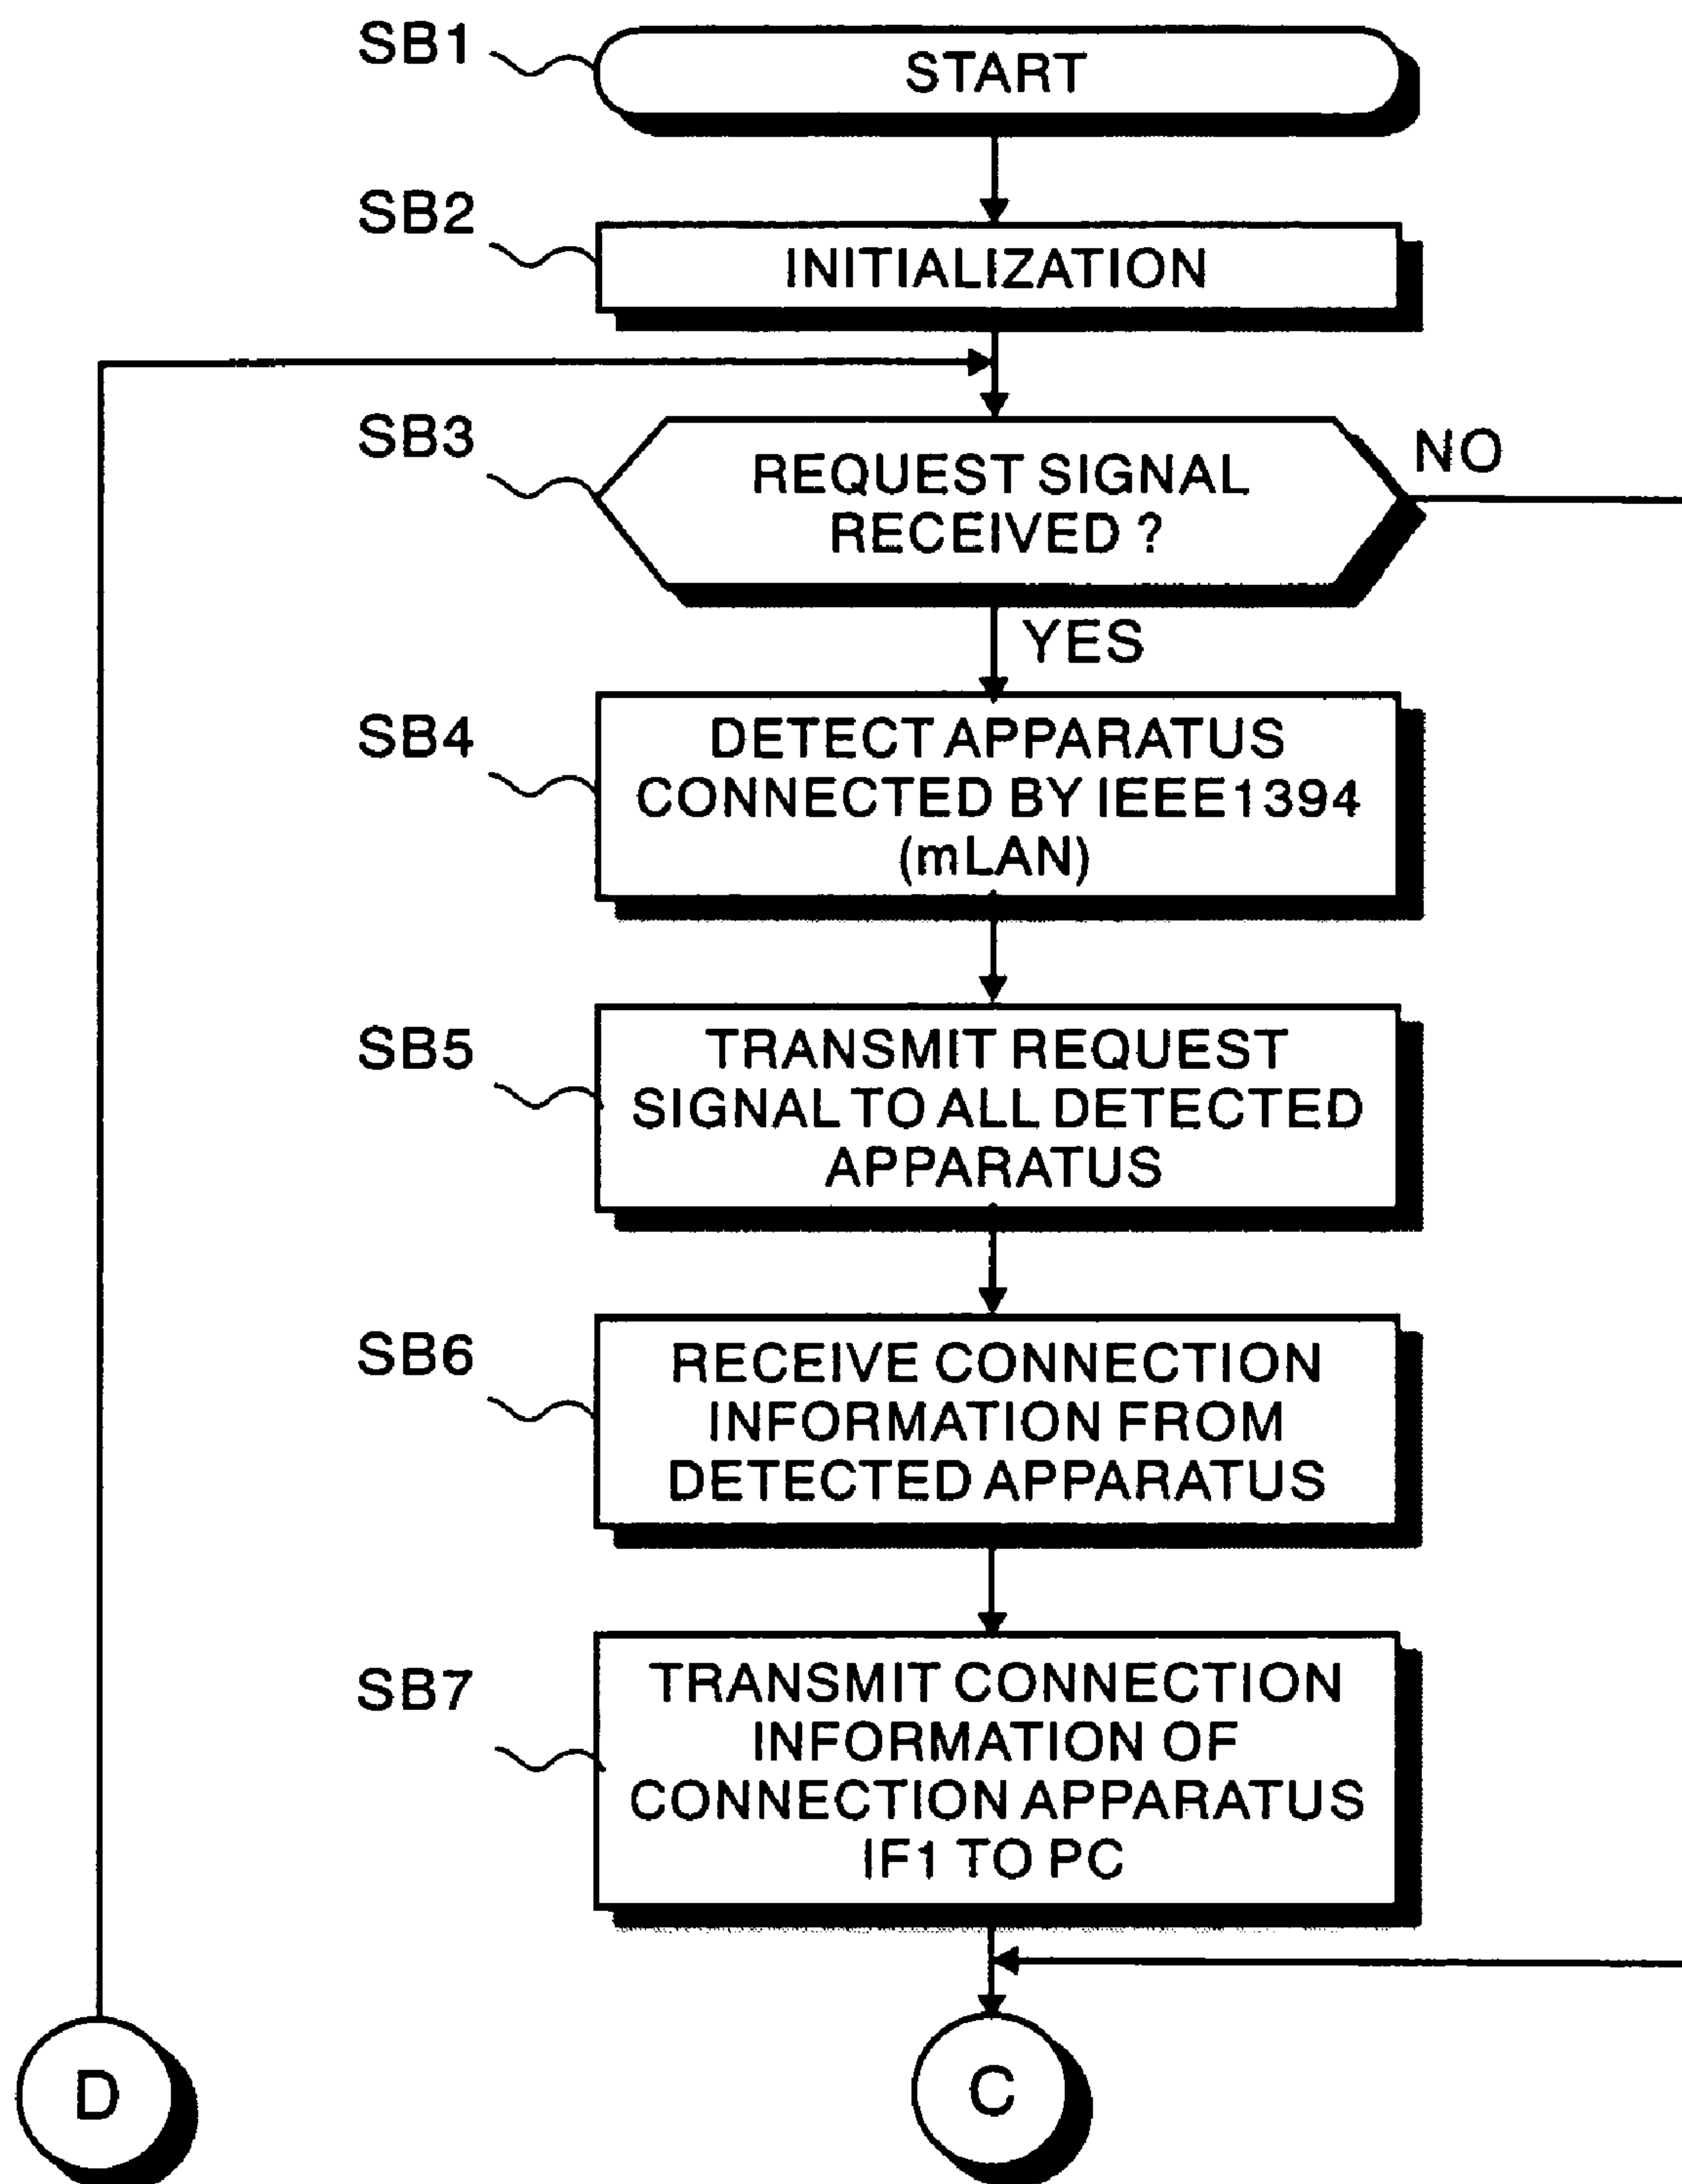 SB1
START
SB2
INITIALIZATION
SB3
REQUEST SIGNAL
RECEIVED ?
NO
YES
SB4
DETECT APPARATUS
CONNECTED BY IEEE1394
(mLAN)
SB5
TRANSMIT REQUEST
SIGNAL TO ALL DETECTED
APPARATUS
SB6
RECEIVE CONNECTION
INFORMATION FROM
DETECTED APPARATUS
SB7
TRANSMIT CONNECTION
INFORMATION OF
CONNECTION APPARATUS
IF1 TO PC
D
C